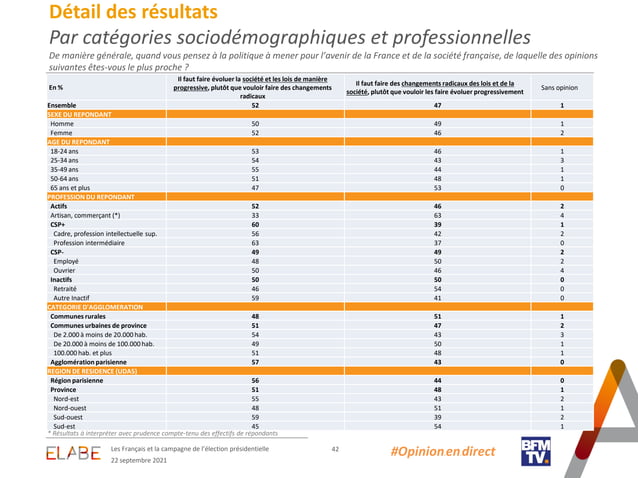 Détail des résultats
Par catégories sociodémographiques et professionnelles
De manière générale, quand vous pensez à la politique à mener pour l'avenir de la France et de la société française, de laquelle des opinions
suivantes êtes-vous le plus proche ?
En % Il faut faire évoluer la société et les lois de manière progressive, plutôt que vouloir faire des changements radicaux Il faut faire des changements radicaux des lois et de la société, plutôt que vouloir les faire évoluer progressivement Sans opinion
Ensemble 52 47 1
SEXE DU REPONDANT
Homme 50 49 1
Femme 52 46 2
AGE DU REPONDANT
18-24 ans 53 46 1
25-34 ans 54 43 3
35-49 ans 55 44 1
50-64 ans 51 48 1
65 ans et plus 47 53 0
PROFESSION DU REPONDANT
Actifs 52 46 2
Artisan, commerçant (*) 33 63 4
CSP+ 60 39 1
Cadre, profession intellectuelle sup. 56 42 2
Profession intermédiaire 63 37 0
CSP- 49 49 2
Employé 48 50 2
Ouvrier 50 46 4
Inactifs 50 50 0
Retraité 46 54 0
Autre Inactif 59 41 0
CATEGORIE D'AGGLOMERATION
Communes rurales 48 51 1
Communes urbaines de province 51 47 2
De 2.000 à moins de 20.000 hab. 54 43 3
De 20.000 à moins de 100.000 hab. 49 50 1
100.000 hab. et plus 51 48 1
Agglomération parisienne 57 43 0
REGION DE RESIDENCE (UDA5)
Région parisienne 56 44 0
Province 51 48 1
Nord-est 55 43 2
Nord-ouest 48 51 1
Sud-ouest 59 39 2
Sud-est 45 54 1
* Résultats à interpréter avec prudence compte-tenu des effectifs de répondants
ELABE
Les Français et la campagne de l'élection présidentielle 42
22 septembre 2021
#Opinion en direct
BFM
TV.